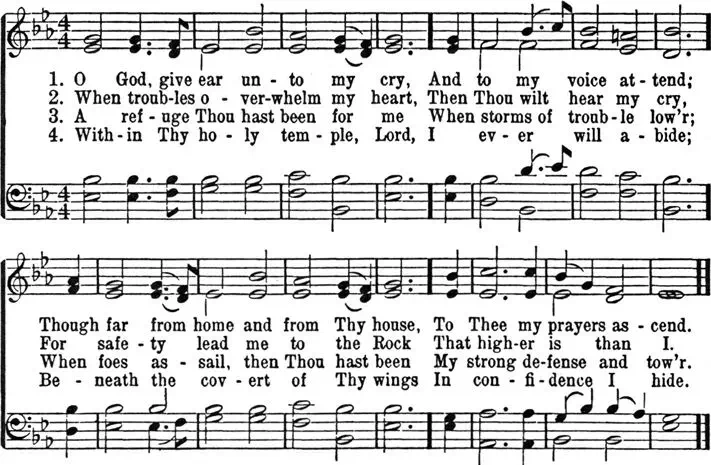 4 4
1. O God, give ear un - to my cry, And to my voice at - tend;
2. When troub - les o - ver-whelm my heart, Then Thou wilt hear my cry,
3. A ref - uge Thou hast been for me When storms of troub - le low'r;
4. With - in Thy ho - ly tem - ple, Lord, I ev - er will a - bide;
4 4
Though far from home and from Thy house, To Thee my prayers as - cend.
For safe - ty lead me to the Rock That high-er is than I.
When foes as - sail, then Thou hast been My strong de-fense and tow'r.
Be - neath the cov - ert of Thy wings In con - fi - dence I hide.